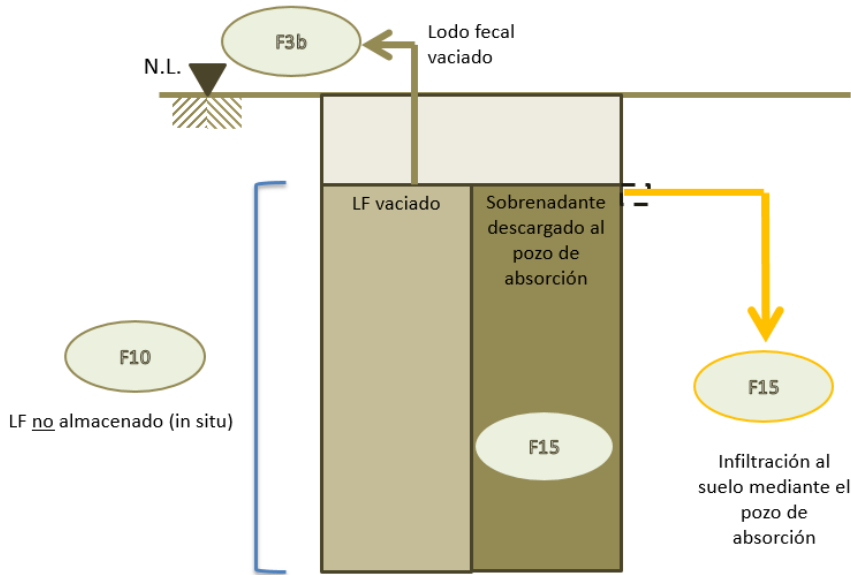 F3b
Lodo fecal
vaciado
N.L.
LF vaciado
Sobrenadante
descargado al
pozo de
absorción
F10
LF no almacenado (in situ)
F15
F15
Infiltración al
suelo mediante el
pozo de
absorción